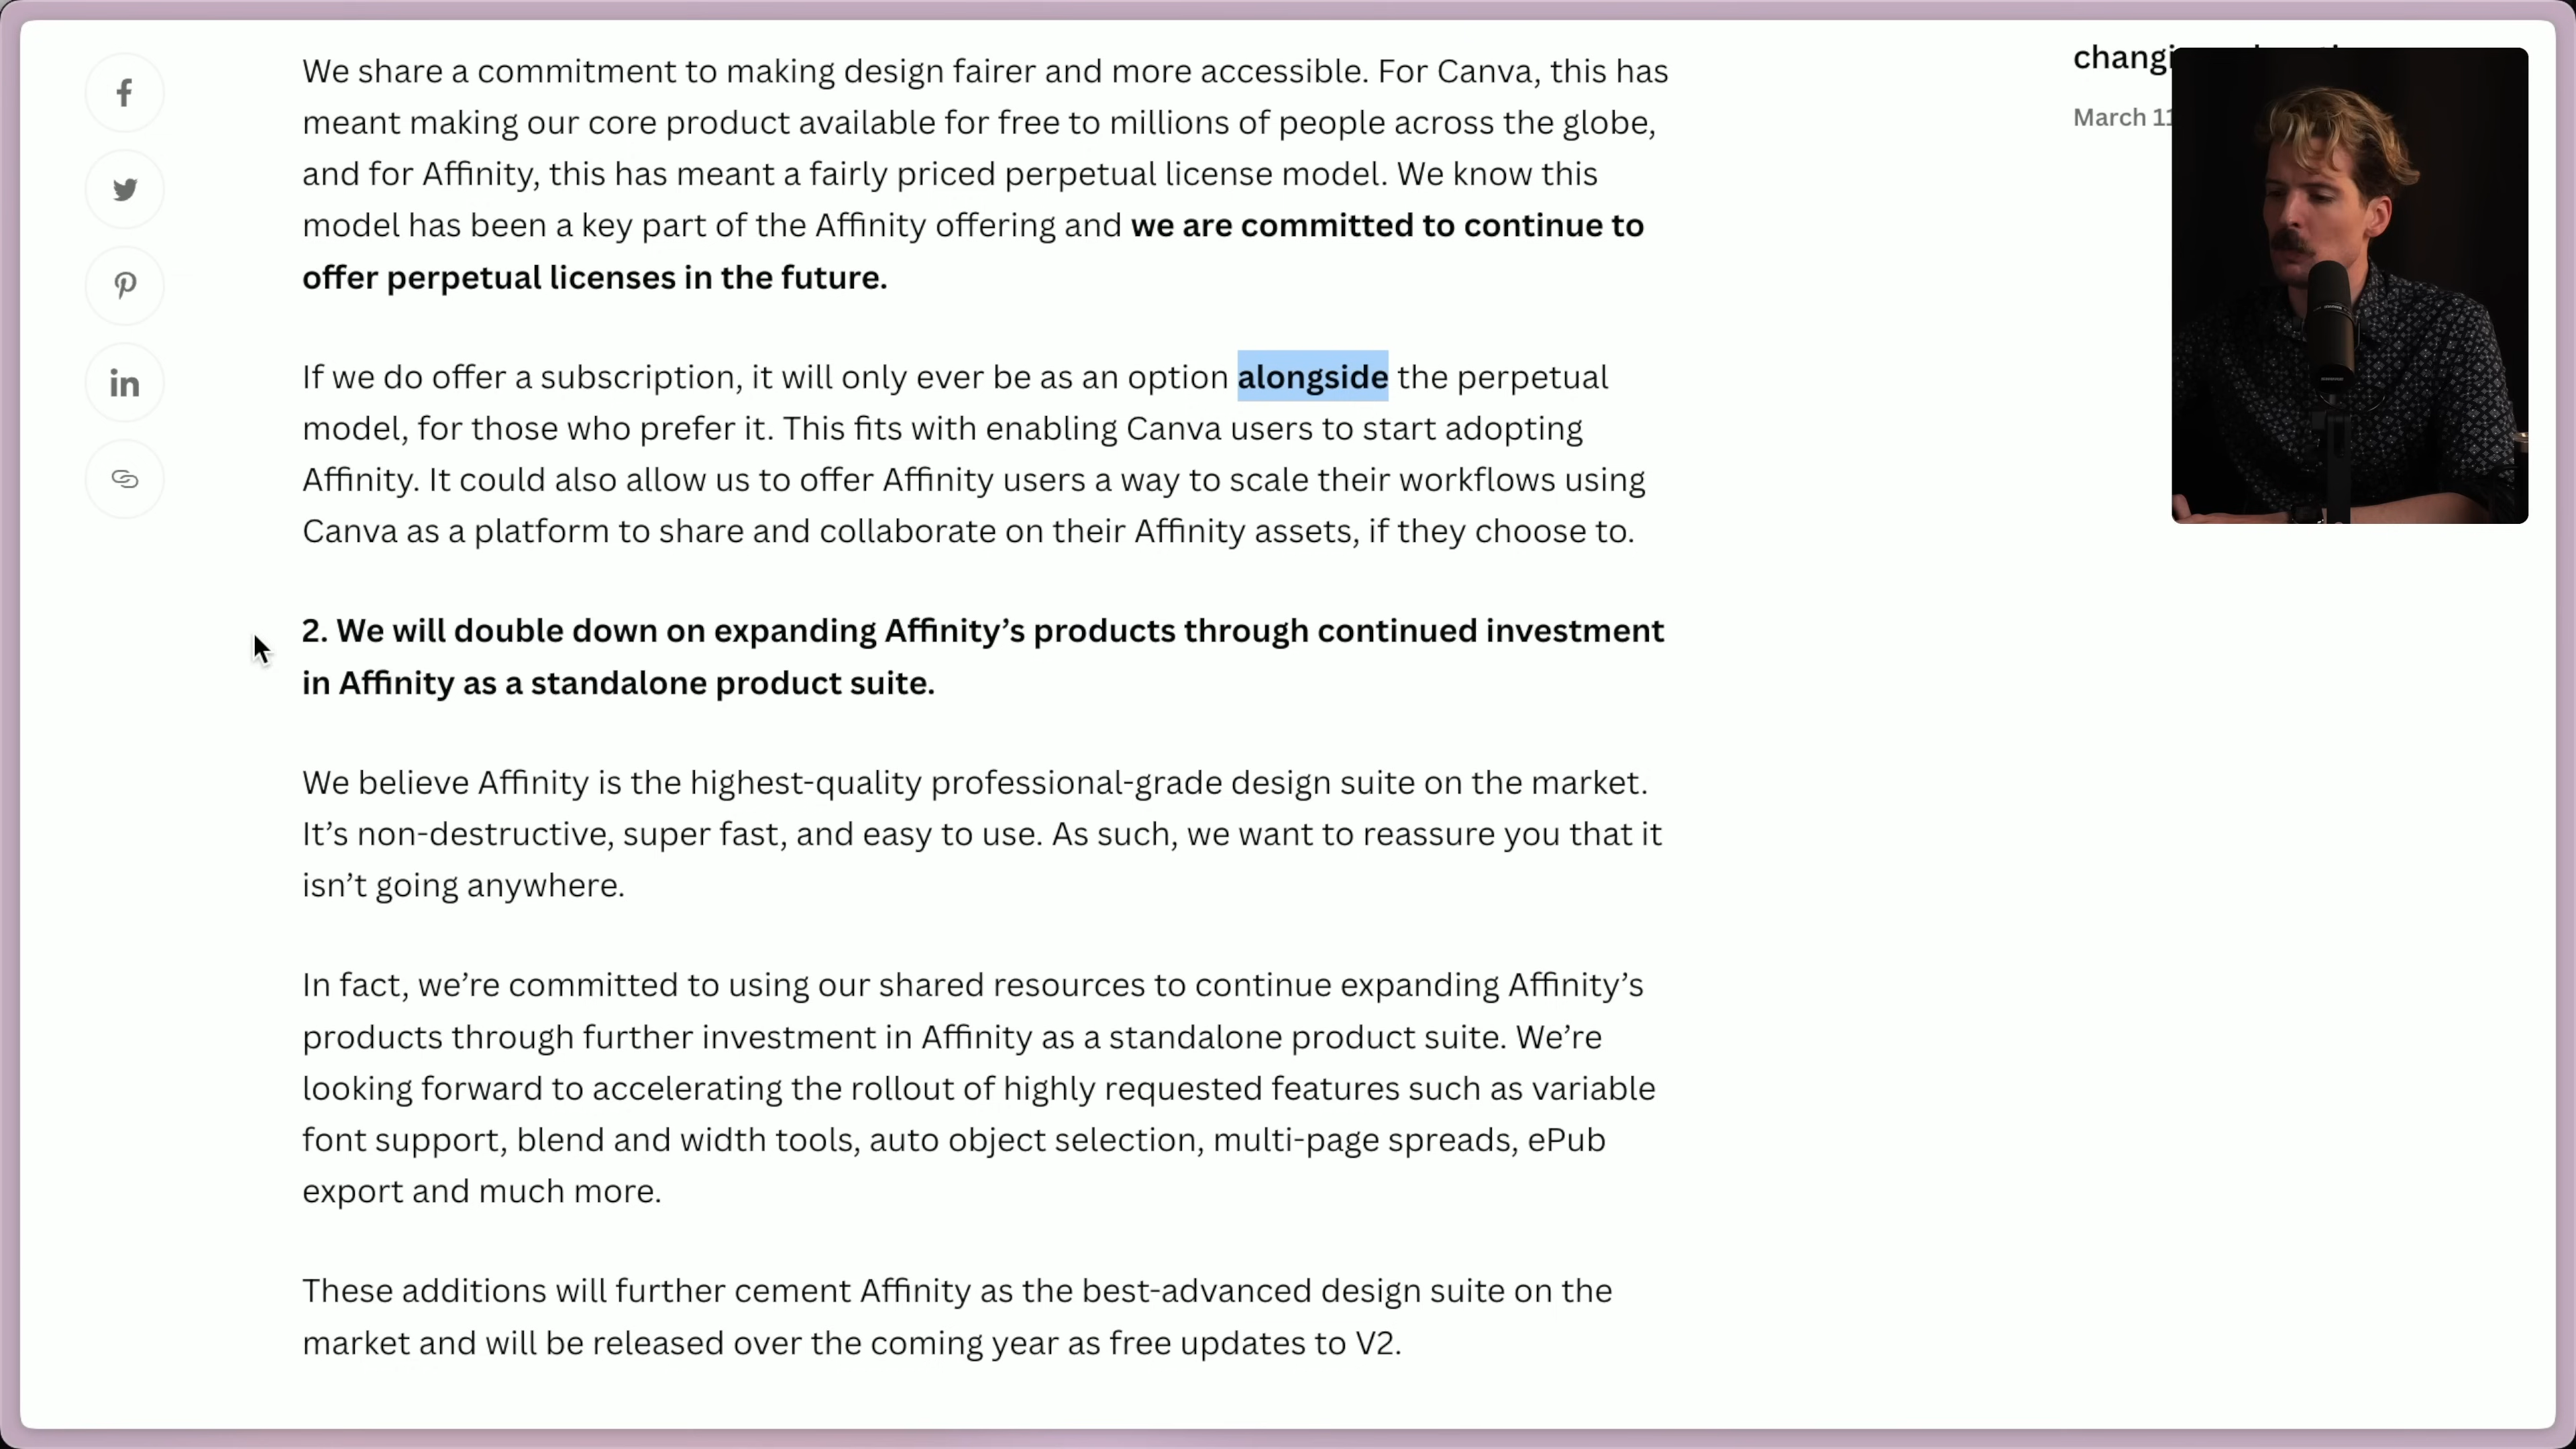 We share a commitment to making design fairer and more accessible. For Canva, this has
meant making our core product available for free to millions of people across the globe,
and for Affinity, this has meant a fairly priced perpetual license model. We know this
model has been a key part of the Affinity offering and we are committed to continue to
offer perpetual licenses in the future.
If we do offer a subscription, it will only ever be as an option alongside the perpetual
model, for those who prefer it. This fits with enabling Canva users to start adopting
Affinity. It could also allow us to offer Affinity users a way to scale their workflows using
Canva as a platform to share and collaborate on their Affinity assets, if they choose to.
2. We will double down on expanding Affinity’s products through continued investment
in Affinity as a standalone product suite.
We believe Affinity is the highest-quality professional-grade design suite on the market.
It’s non-destructive, super fast, and easy to use. As such, we want to reassure you that it
isn’t going anywhere.
In fact, we’re committed to using our shared resources to continue expanding Affinity’s
products through further investment in Affinity as a standalone product suite. We’re
looking forward to accelerating the rollout of highly requested features such as variable
font support, blend and width tools, auto object selection, multi-page spreads, ePub
export and much more.
These additions will further cement Affinity as the best-advanced design suite on the
market and will be released over the coming year as free updates to V2.
March 11